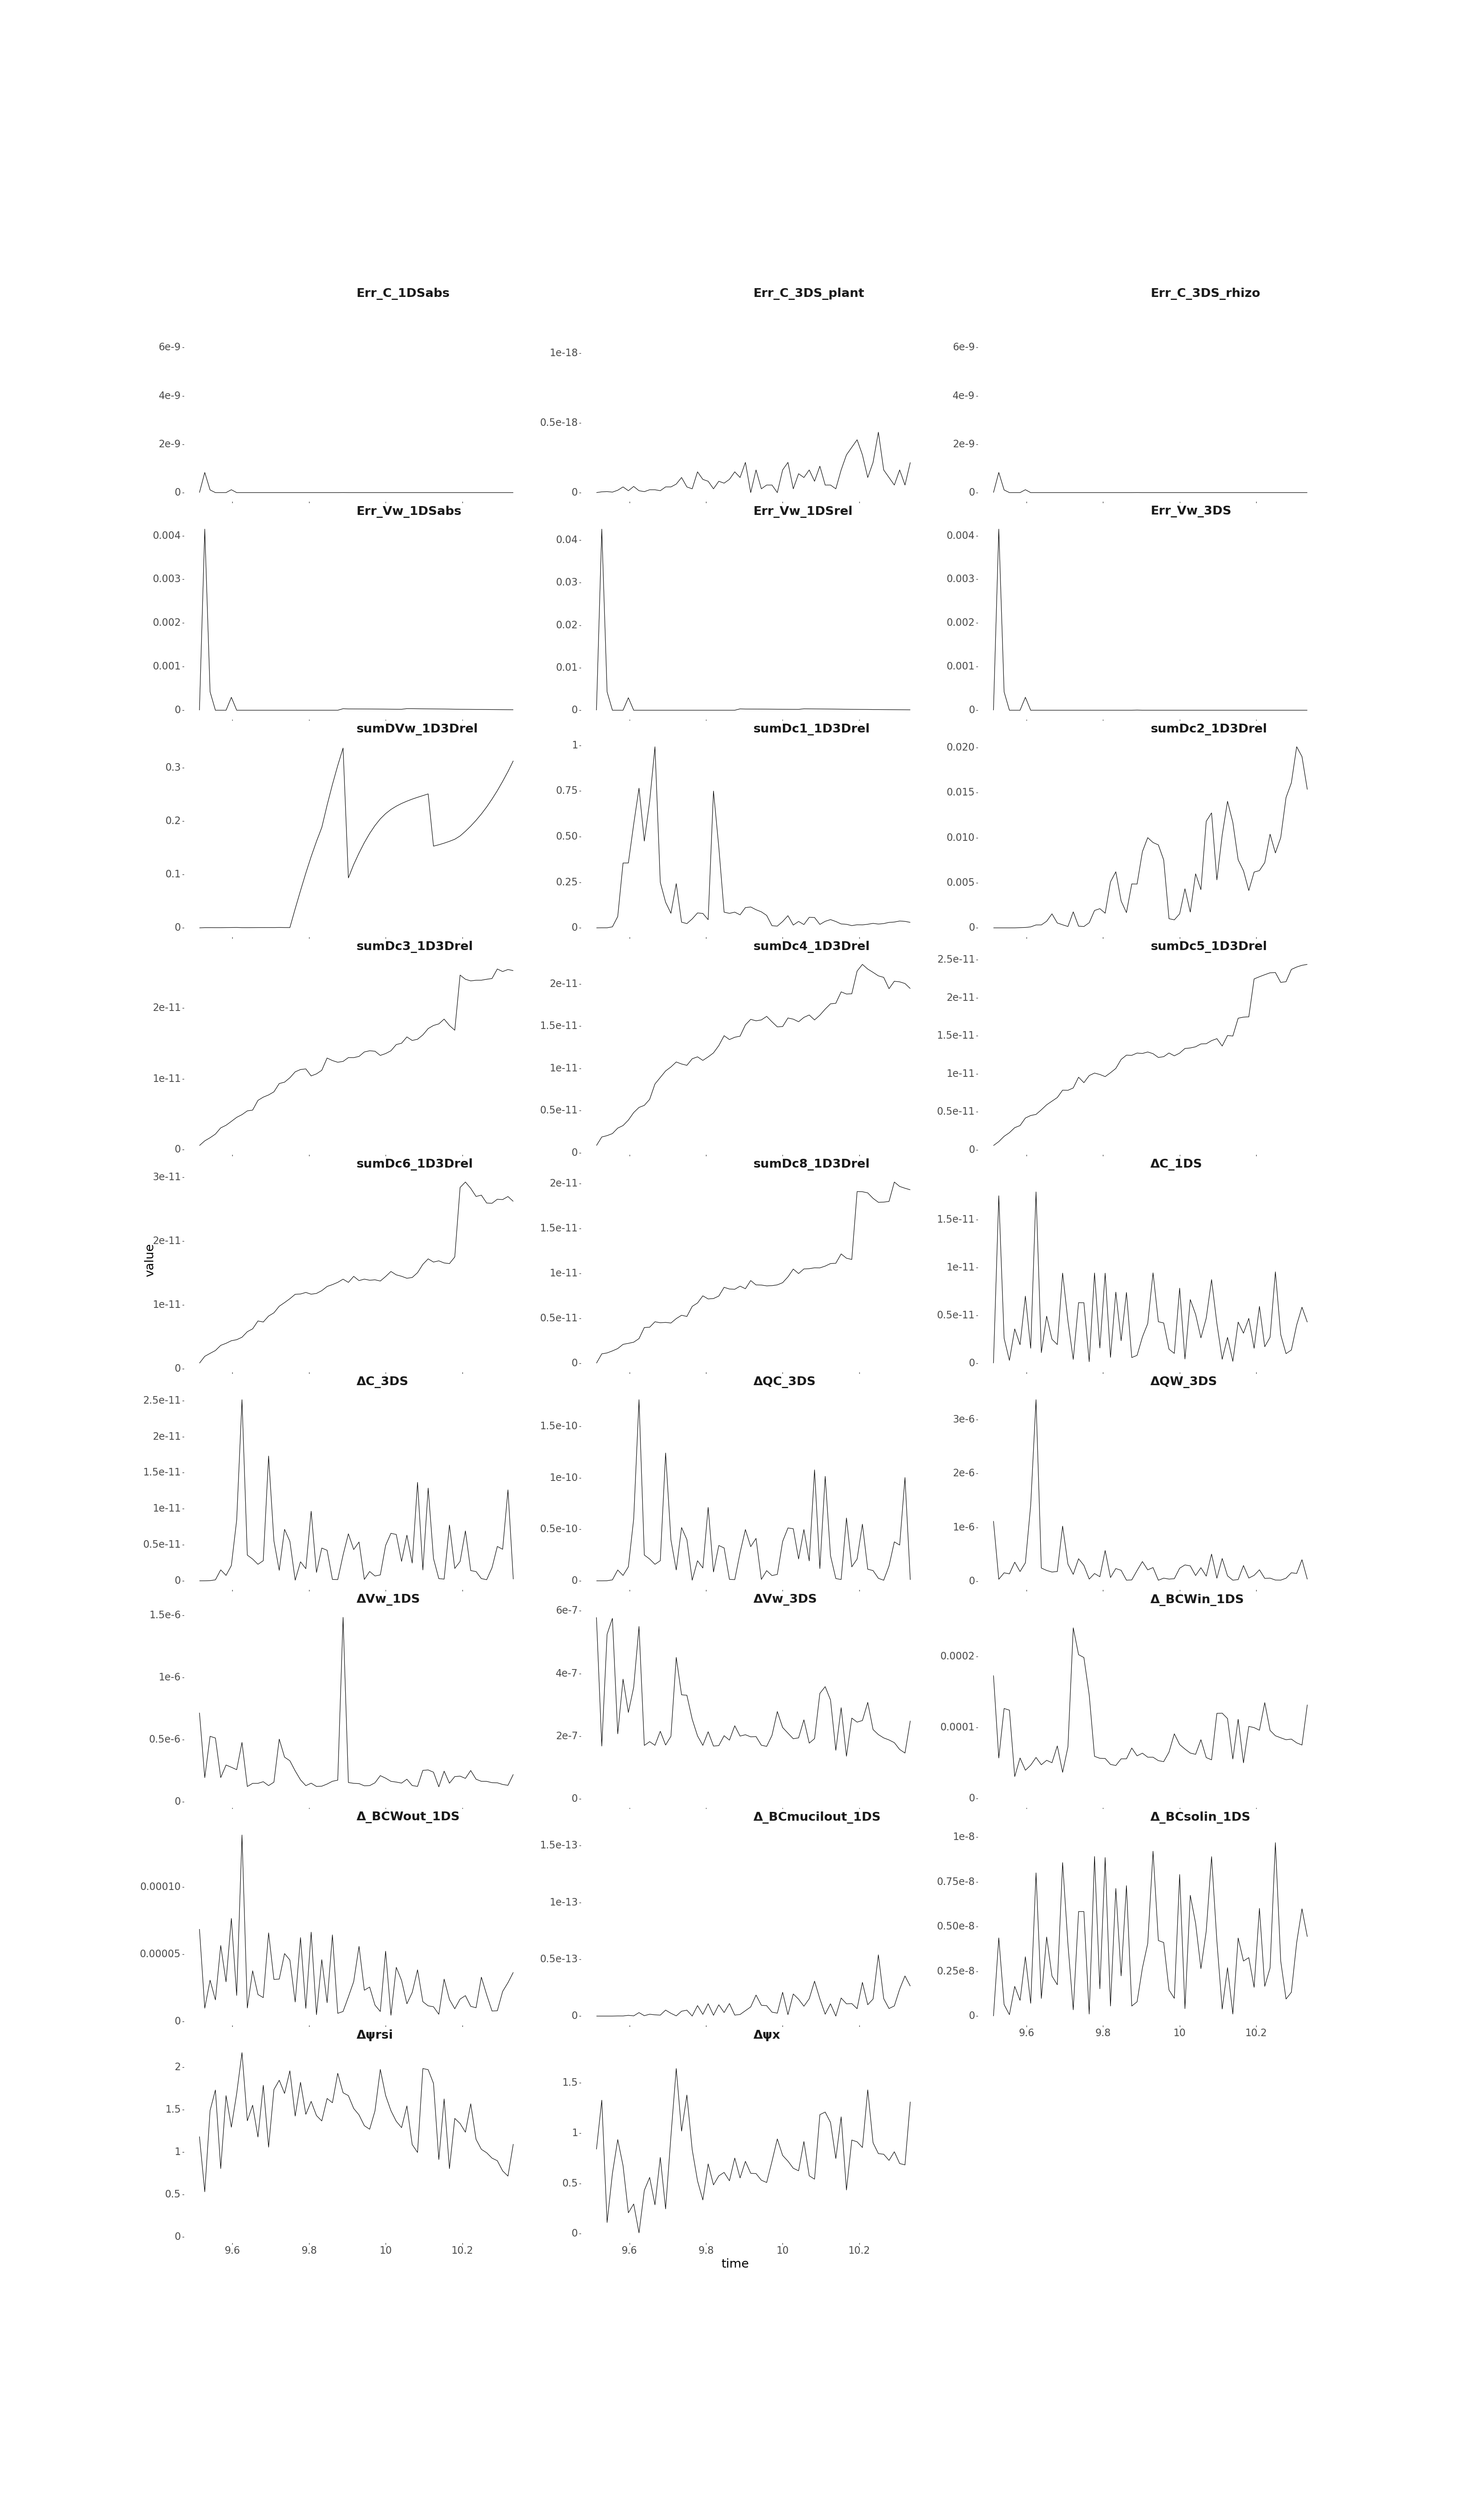 Err_C_1DSabs Err_C_3DS_plant Err_C_3DS_rhizo
6e-9 1e-18 6e-9
4e-9 0.5e-18 4e-9
2e-9 2e-9
0 0 0
Err_Vw_1DSabs Err_Vw_1DSrel Err_Vw_3DS
0.004 0.04 0.004
0.003 0.03 0.003
0.002 0.02 0.002
0.001 0.01 0.001
0 0 0
sumDVw_1D3Drel sumDc1_1D3Drel sumDc2_1D3Drel
0.3 1 0.020
0.2 0.75 0.015
0.1 0.50 0.010
0 0.25 0.005
0 0
sumDc3_1D3Drel sumDc4_1D3Drel sumDc5_1D3Drel
2e-11 2e-11 2.5e-11
1e-11 1.5e-11 2e-11
0 1e-11 1.5e-11
0.5e-11 1e-11
0 0.5e-11
0
sumDc6_1D3Drel sumDc8_1D3Drel ΔC_1DS
3e-11 2e-11 1.5e-11
2e-11 1.5e-11 1e-11
1e-11 1e-11 0.5e-11
0 0.5e-11 0
0
value
ΔC_3DS ΔQC_3DS ΔQW_3DS
2.5e-11 1.5e-10 3e-6
2e-11 1e-10 2e-6
1.5e-11 0.5e-10 1e-6
1e-11 0 0
0.5e-11
0
ΔVw_1DS ΔVw_3DS Δ_BCWin_1DS
1.5e-6 6e-7 0.0002
1e-6 4e-7 0.0001
0.5e-6 2e-7 0
0 0
Δ_BCWout_1DS Δ_BCmucilout_1DS Δ_BCsolin_1DS
0.00010 1.5e-13 1e-8
0.00005 1e-13 0.75e-8
0 0.5e-13 0.50e-8
0 0.25e-8
0
9.6 9.8 10 10.2
Δψrsi Δψx
2 1.5
1.5 1
1 0.5
0.5 0
0
9.6 9.8 10 10.2 9.6 9.8 10 10.2
time